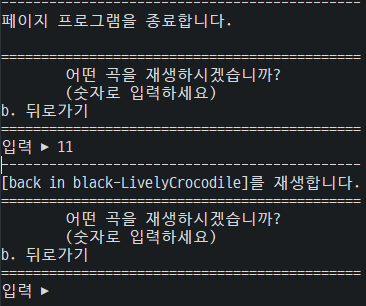 ----------------------------------------
페이지 프로그램을 종료합니다.
========================================
어떤 곡을 재생하시겠습니까?
(숫자로 입력하세요)
b. 뒤로가기
========================================
입력 ▶ 11
----------------------------------------
[back in black-LivelyCrocodile]를 재생합니다.
========================================
어떤 곡을 재생하시겠습니까?
(숫자로 입력하세요)
b. 뒤로가기
========================================
입력 ▶